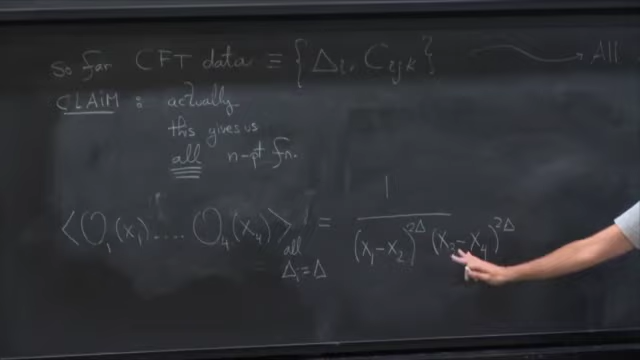 So far CFT data ≡ {Δ_i, C_ijk} → All
CLAIM : actually
this gives us
all n-pt fn.
<O_1(x_1) .... O_4(x_4)> all Δ_i=Δ = 1 / (x_1-x_2)^2Δ (x_3-x_4)^2Δ